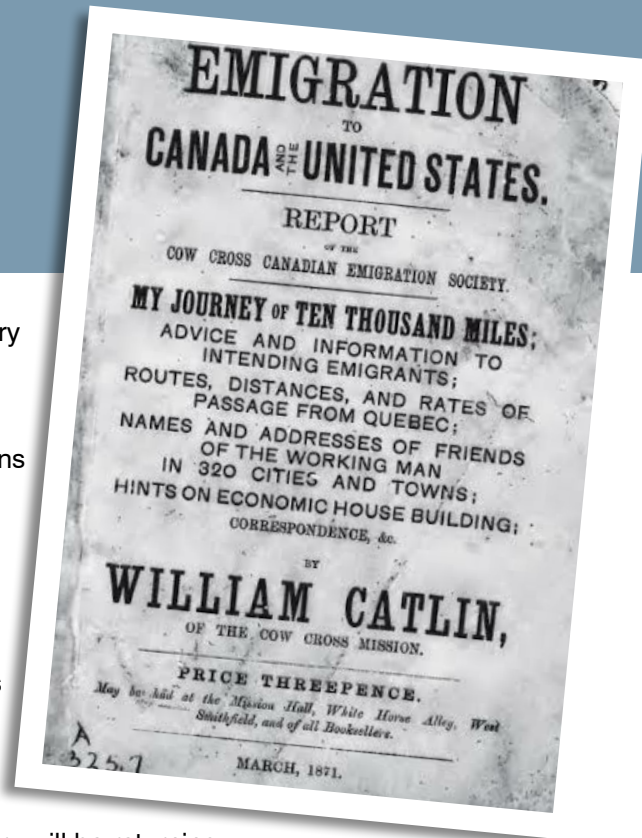 EMIGRATION
TO
CANADA AND THE UNITED STATES.
REPORT
OF THE
COW CROSS CANADIAN EMIGRATION SOCIETY.
MY JOURNEY OF TEN THOUSAND MILES;
ADVICE AND INFORMATION TO
INTENDING EMIGRANTS;
ROUTES, DISTANCES, AND RATES OF
PASSAGE FROM QUEBEC;
NAMES AND ADDRESSES OF FRIENDS
OF THE WORKING MAN
IN 320 CITIES AND TOWNS;
HINTS ON ECONOMIC HOUSE BUILDING;
CORRESPONDENCE, &c.
BY
WILLIAM CATLIN,
OF THE COW CROSS MISSION.
PRICE THREEPENCE.
May be had at the Mission Hall, White Horse Alley, West
Smithfield, and of all Booksellers.
MARCH, 1871.
A
3257
will be returning